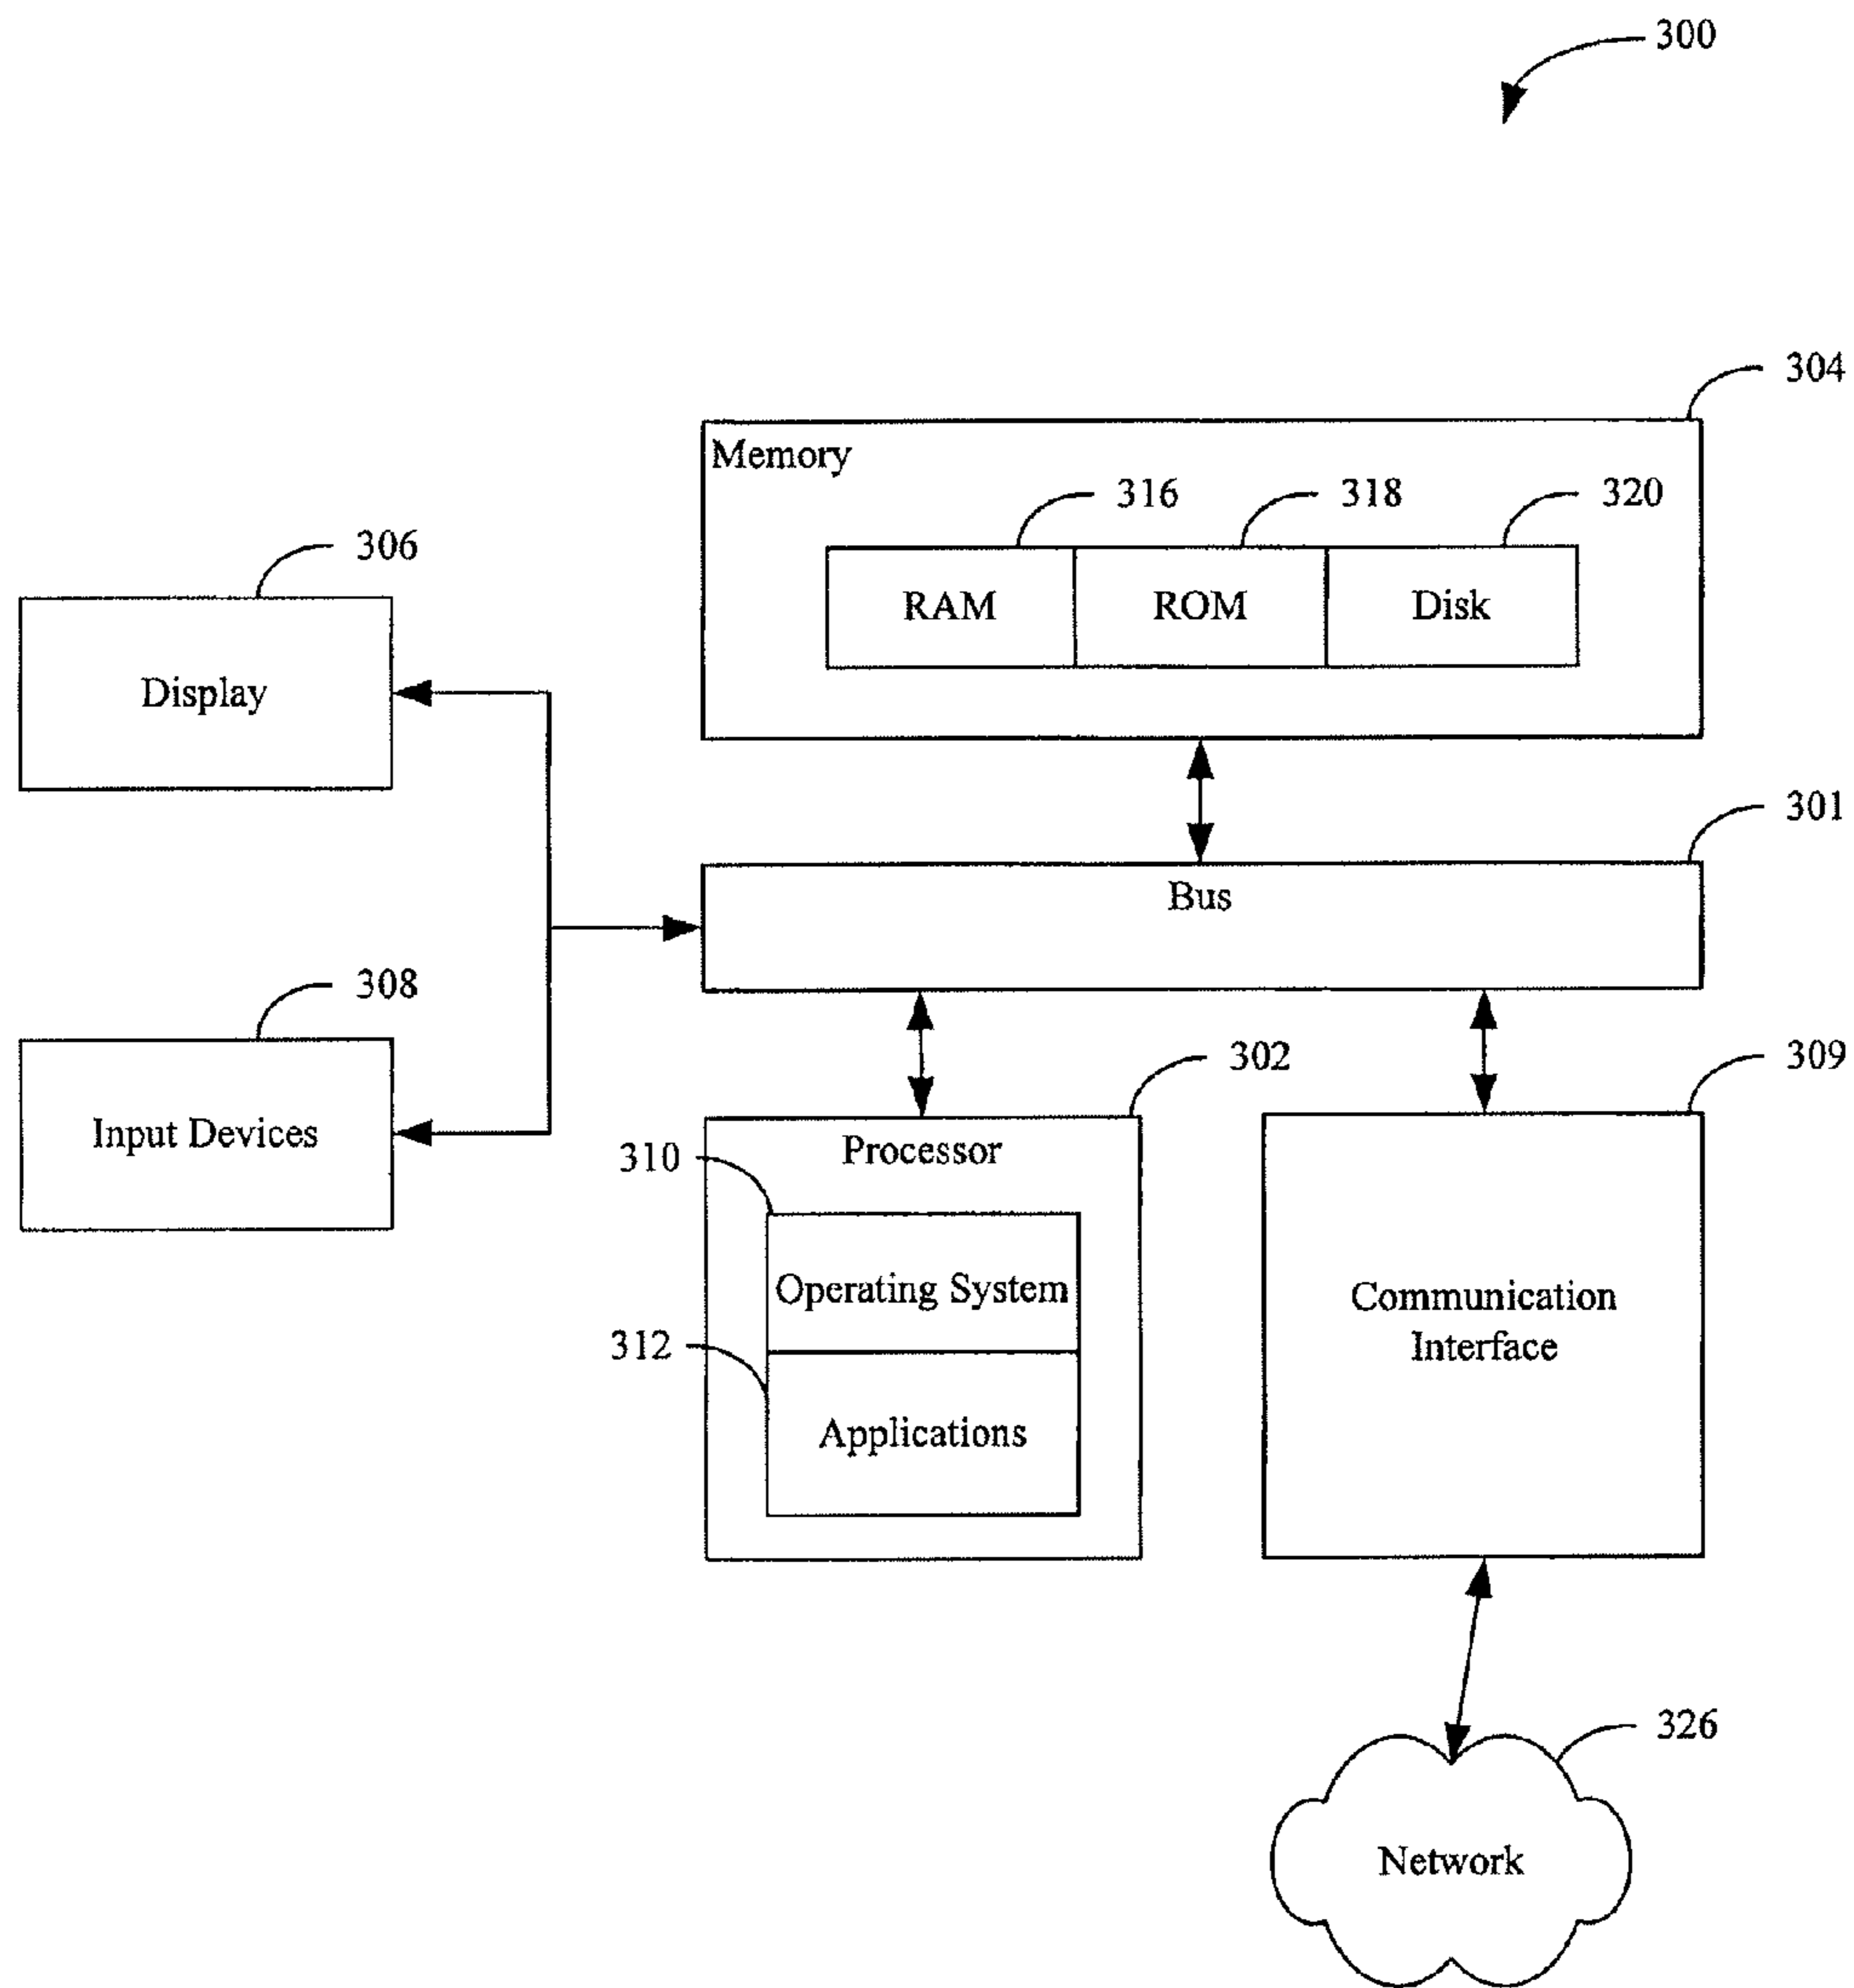 300
304
Memory
316
318
320
306
RAM
ROM
Disk
Display
301
Bus
308
302
309
Input Devices
310
Processor
Operating System
Communication
Interface
312
Applications
326
Network